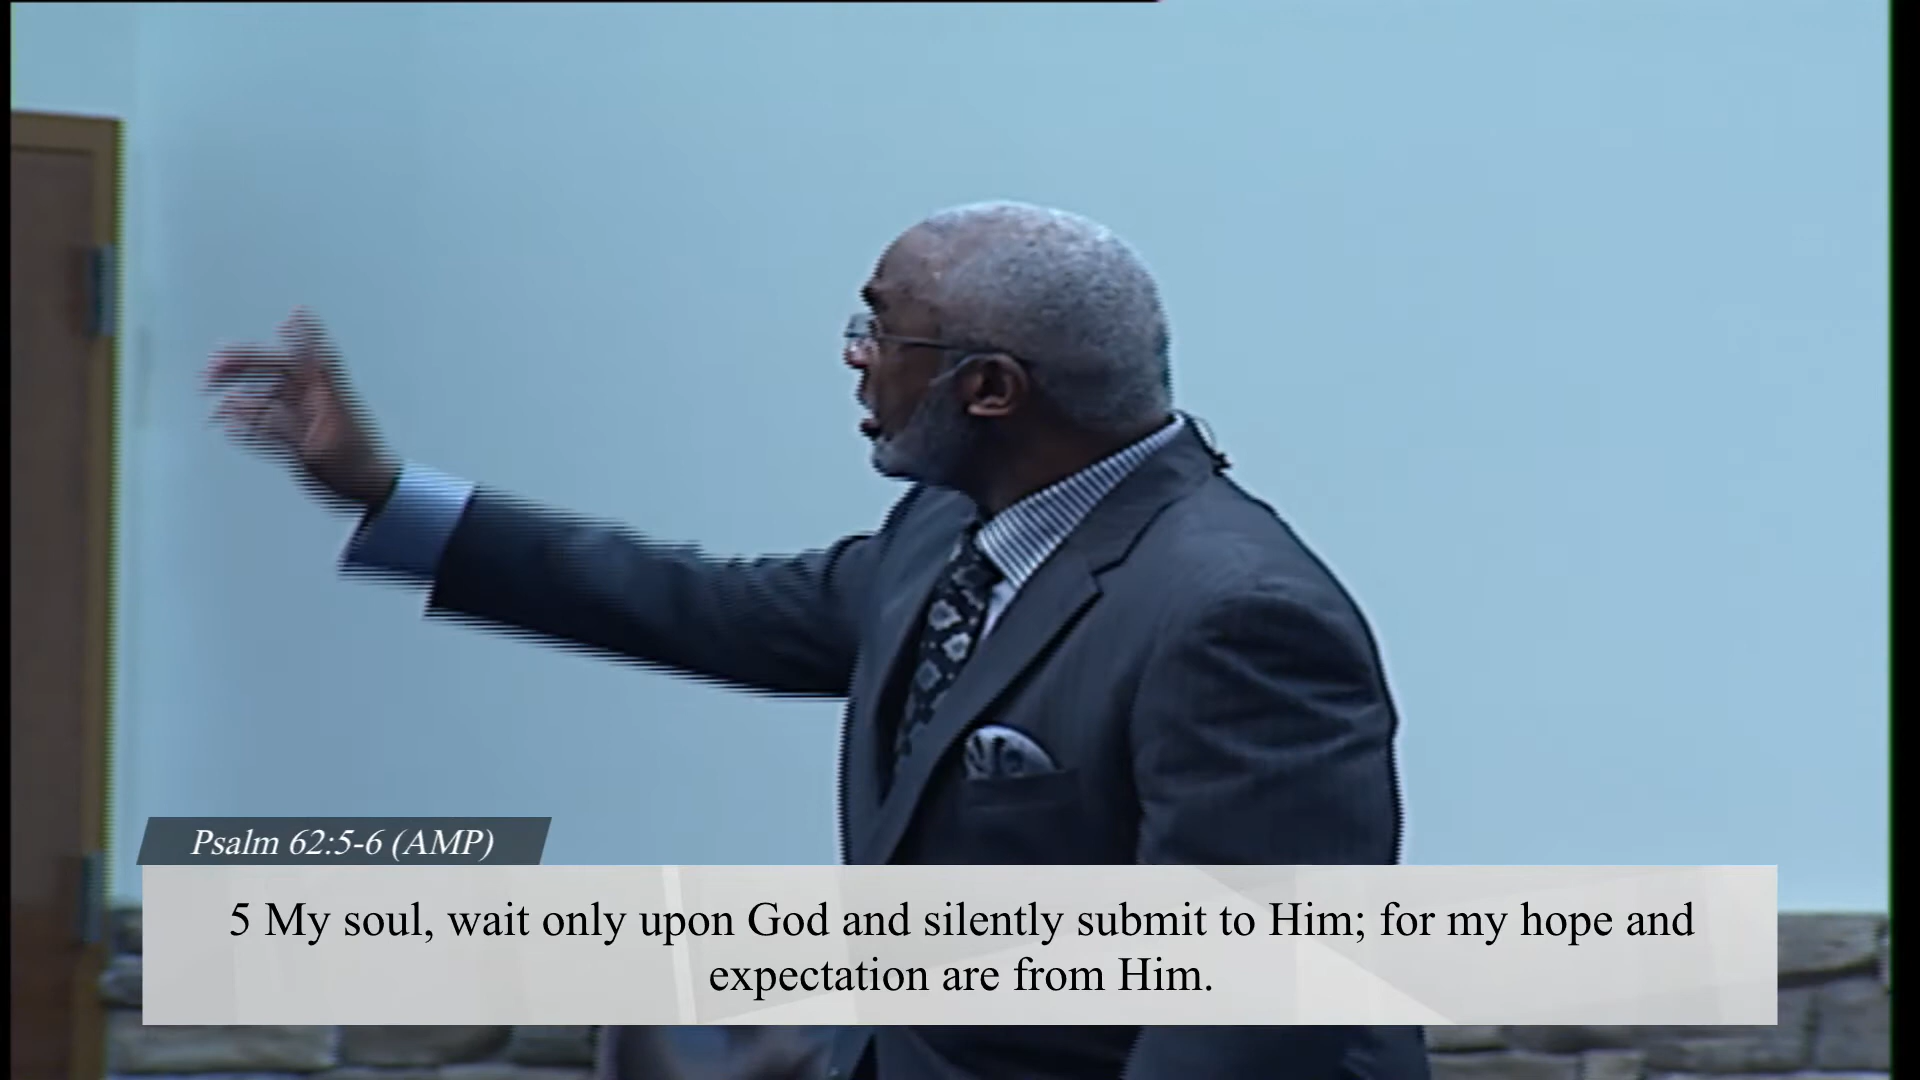 Psalm 62:5-6 (AMP)
5 My soul, wait only upon God and silently submit to Him; for my hope and
expectation are from Him.